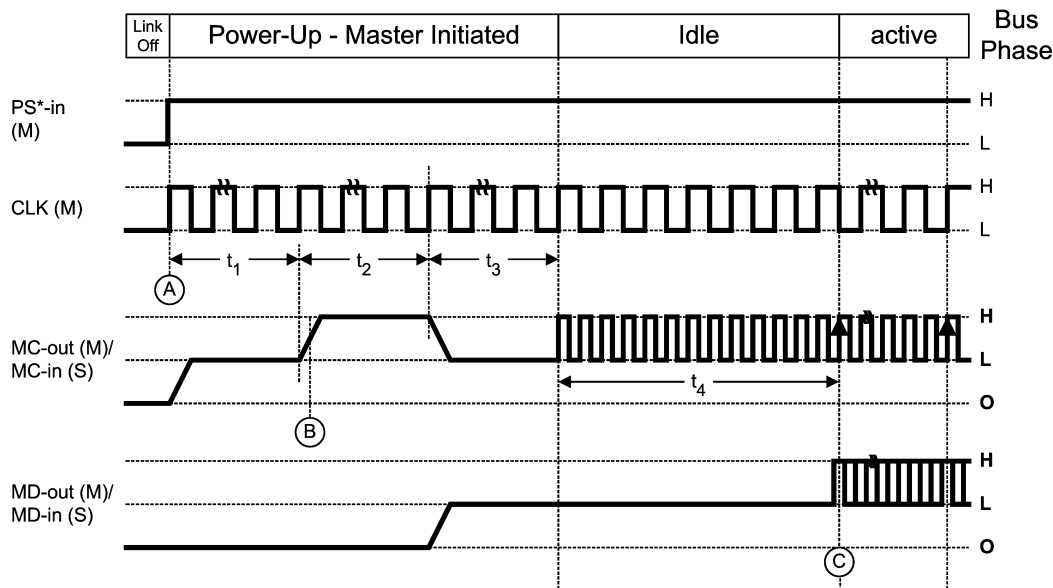 Link
Off
Power-Up - Master Initiated
Idle
active
Bus
Phase
PS*-in
(M)
H
L
CLK (M)
H
L
t1
t2
t3
A
MC-out (M)/
MC-in (S)
H
L
O
t4
B
MD-out (M)/
MD-in (S)
H
L
O
C